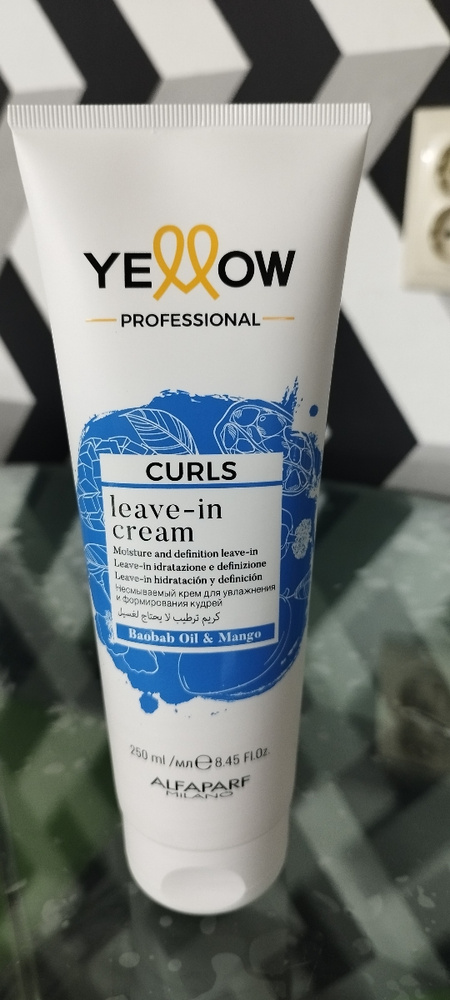 YELLOW
PROFESSIONAL
CURLS
leave-in
cream
Moisture and definition leave-in
Leave-in idratazione e definizione
Leave-in hidratación y definición
Несмываемый крем для увлажнения
и формирования кудрей
كريم ترطيب لا يحتاج لغسيل
Baobab Oil & Mango
250 ml /мл ℮ 8.45 FL.Oz.
ALFAPARF
MILANO